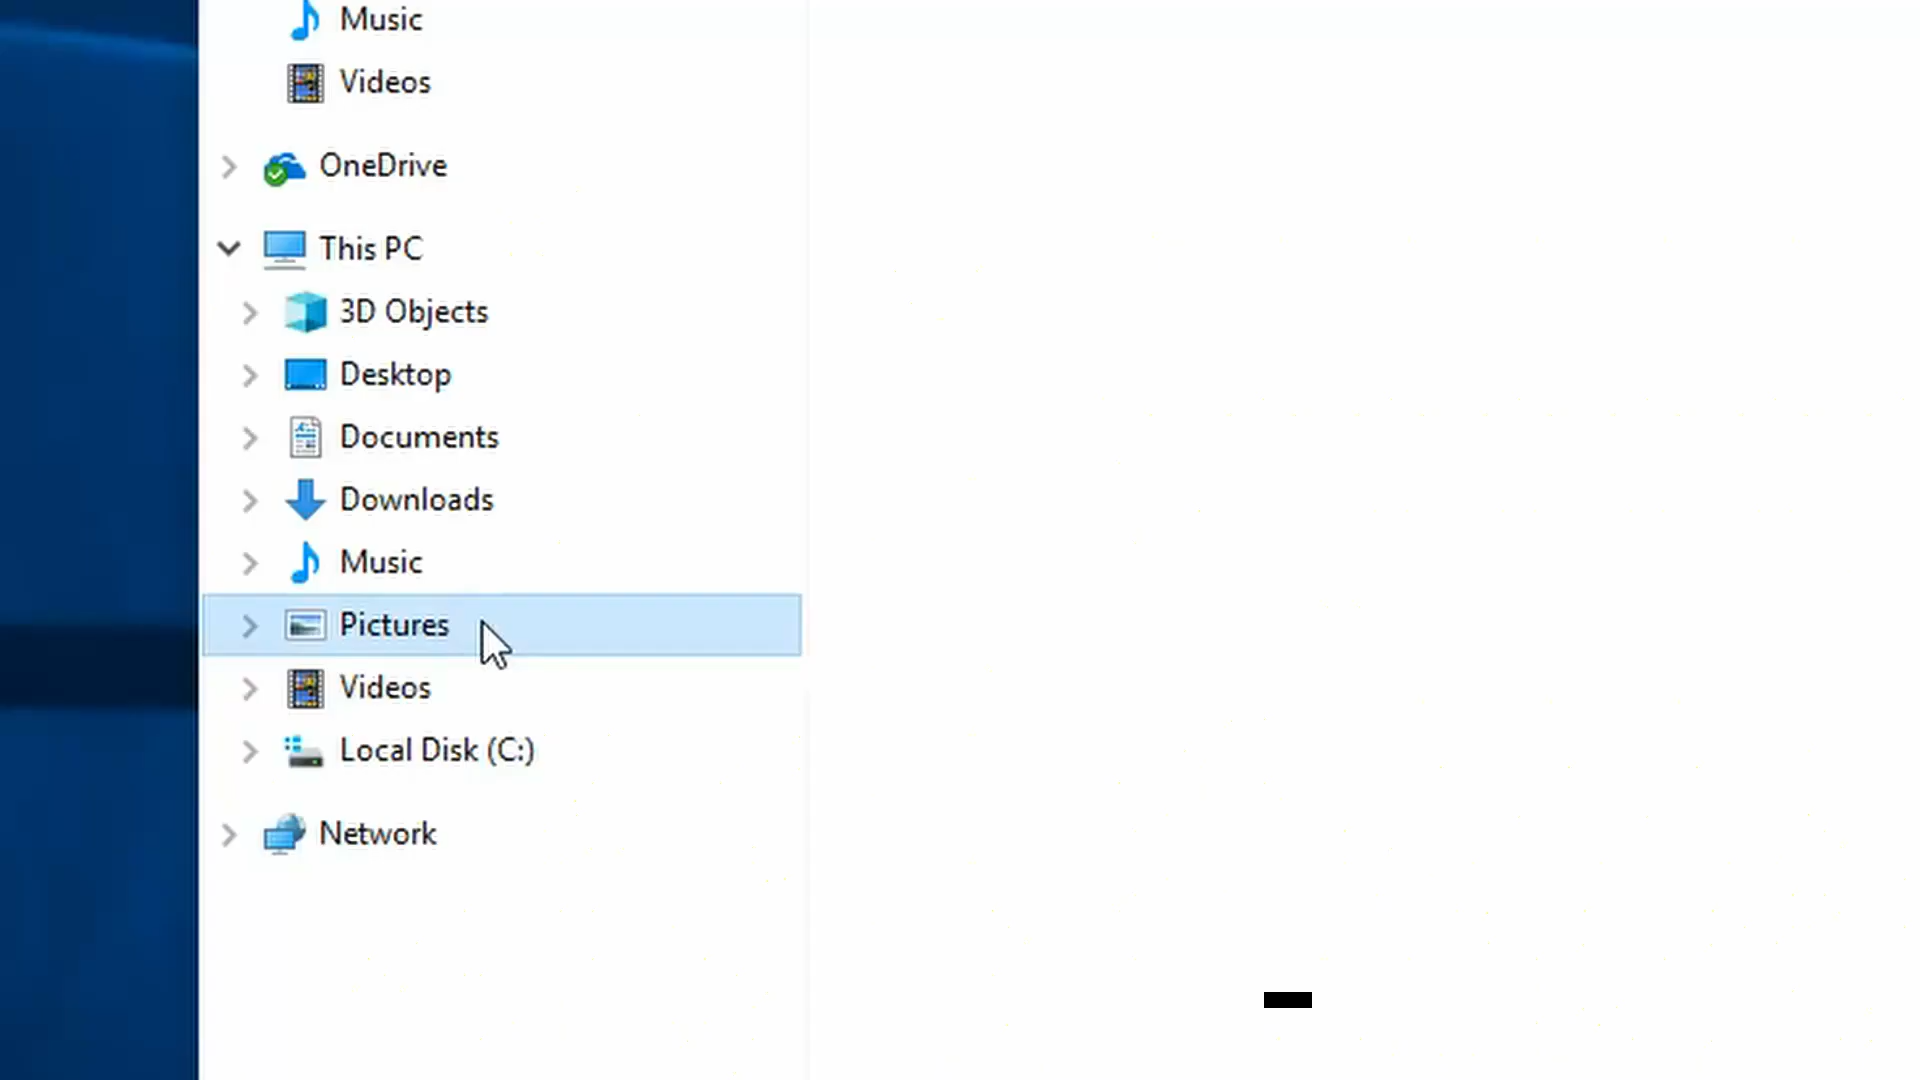 Music
Videos
OneDrive
This PC
3D Objects
Desktop
Documents
Downloads
Music
Pictures
Videos
Local Disk (C:)
Network